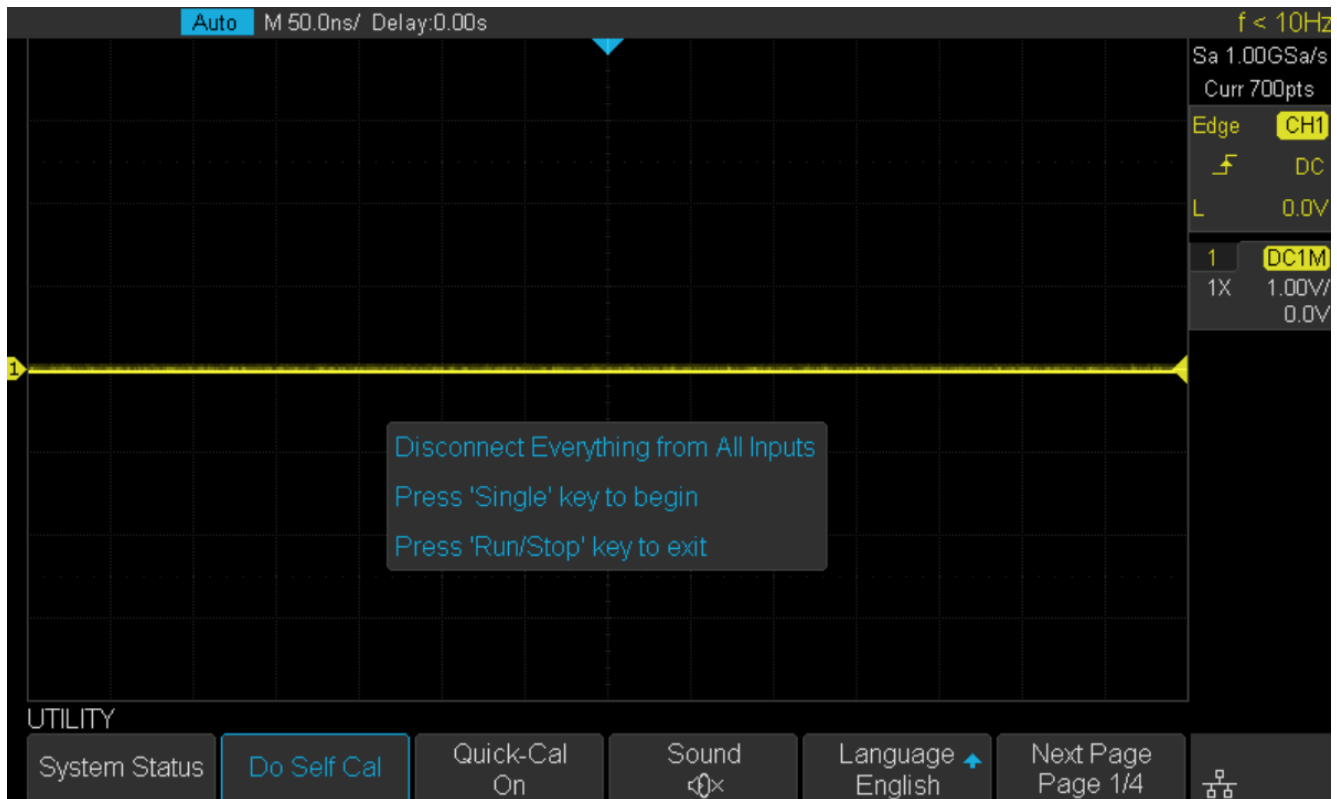 Auto M 50.0ns/ Delay:0.00s f < 10Hz
Sa 1.00GSa/s
Curr 700pts
Edge CH1
DC
L 0.0V
1 DC1M
1X 1.00V/
0.0V
1
Disconnect Everything from All Inputs
Press 'Single' key to begin
Press 'Run/Stop' key to exit
UTILITY
System Status
Do Self Cal
Quick-Cal
On
Sound
Language
English
Next Page
Page 1/4